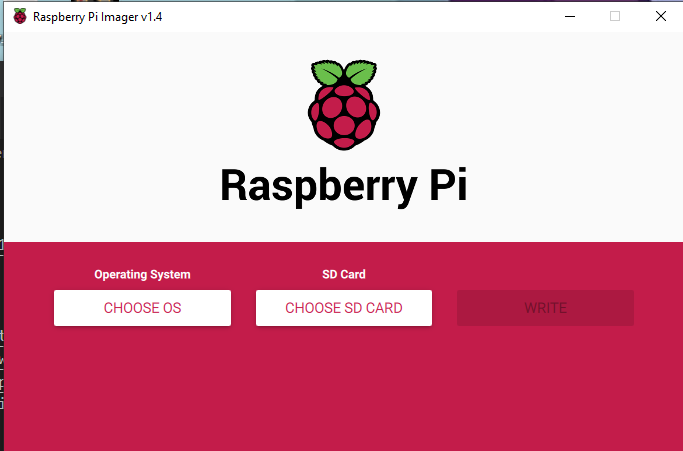 Raspberry Pi Imager v1.4
Raspberry Pi
Operating System
SD Card
CHOOSE OS
CHOOSE SD CARD
WRITE